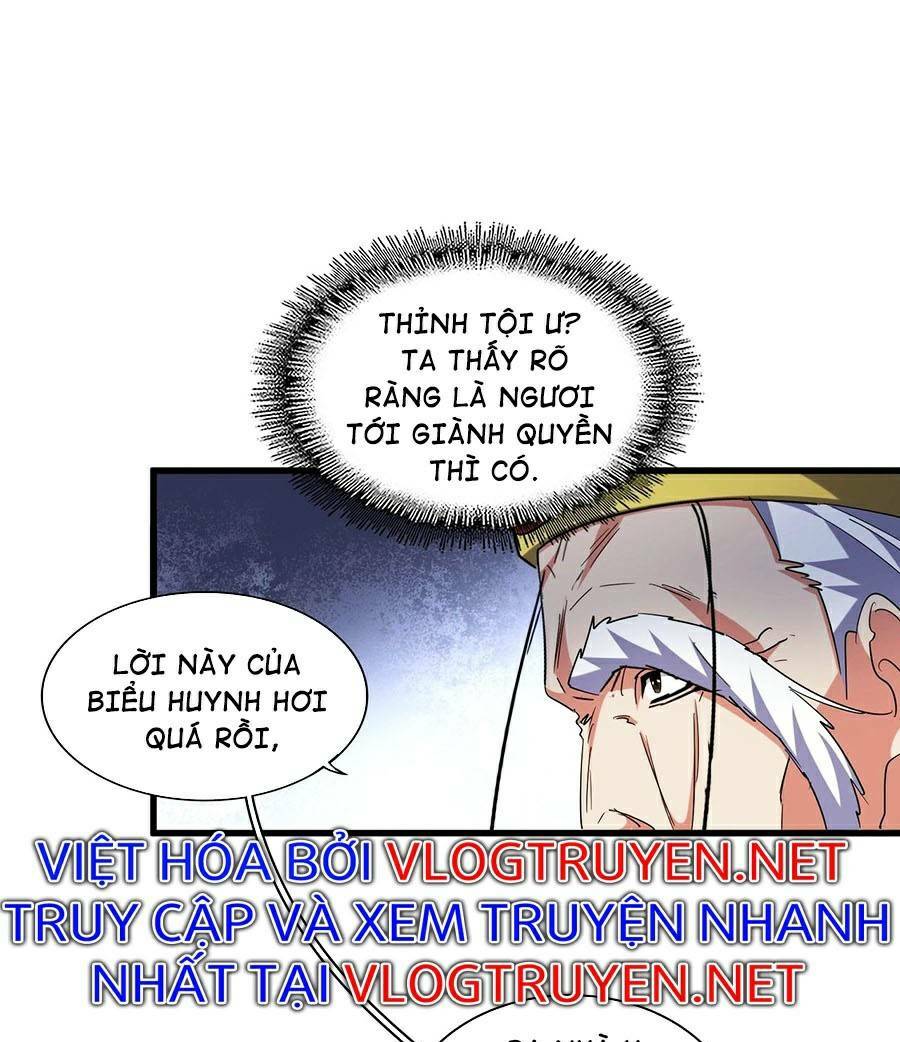 THỈNH TỘI Ư?
TA THẤY RÕ
RÀNG LÀ NGƯƠI
TỚI GIÀNH QUYỀN
THÌ CÓ.
LỜI NÀY CỦA
BIỂU HUYNH HƠI
QUÁ RỒI,
VIỆT HÓA BỞI VLOGTRUYEN.NET
TRUY CẬP VÀ XEM TRUYỆN NHANH
NHẤT TẠI VLOGTRUYEN.NET